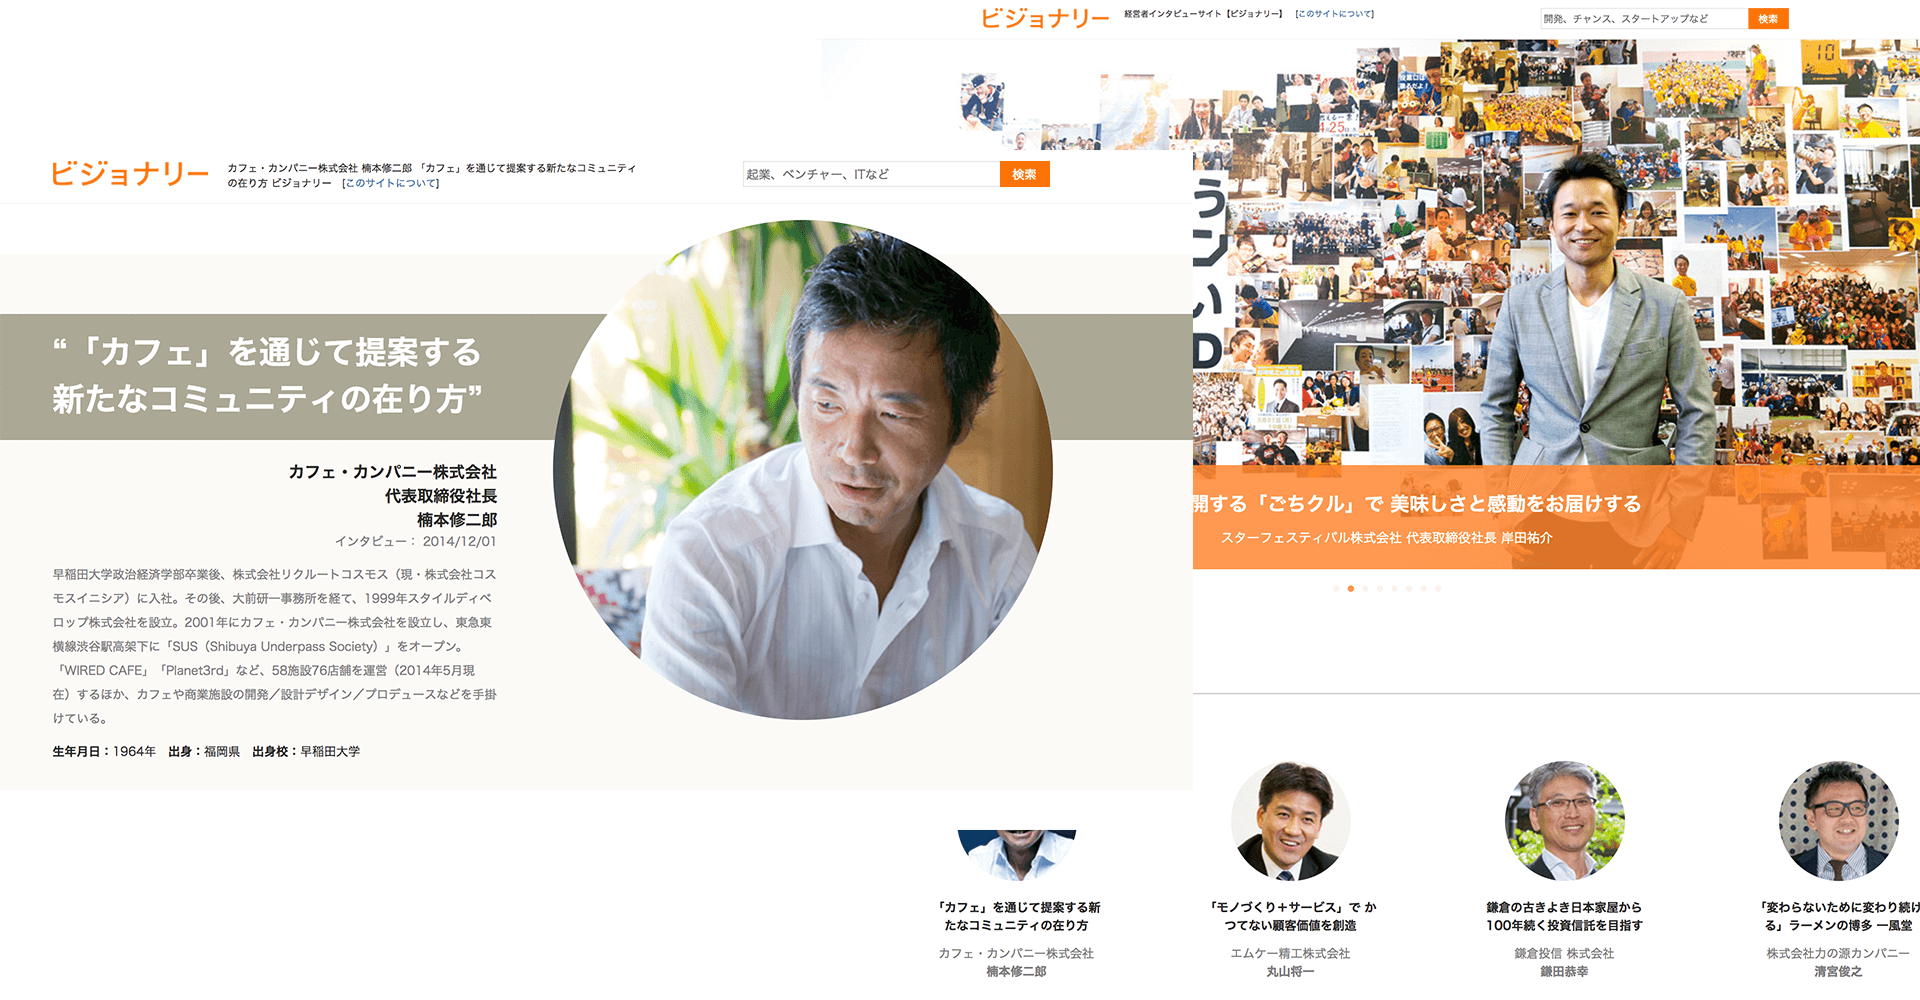 ビジョナリー
経営者インタビューサイト【ビジョナリー】 [このサイトについて]
開発、チャンス、スタートアップなど
検索
ビジョナリー
カフェ・カンパニー株式会社 楠本修二郎 「カフェ」を通じて提案する新たなコミュニティ
の在り方 ビジョナリー [このサイトについて]
起業、ベンチャー、ITなど
検索
“「カフェ」を通じて提案する
新たなコミュニティの在り方”
カフェ・カンパニー株式会社
代表取締役社長
楠本修二郎
インタビュー： 2014/12/01
早稲田大学政治経済学部卒業後、株式会社リクルートコスモス（現・株式会社コス
モスイニシア）に入社。その後、大前研一事務所を経て、1999年スタイルディベ
ロップ株式会社を設立。2001年にカフェ・カンパニー株式会社を設立し、東急東
横線渋谷駅高架下に「SUS（Shibuya Underpass Society）」をオープン。
「WIRED CAFE」「Planet3rd」など、58施設76店舗を運営（2014年5月現
在）するほか、カフェや商業施設の開発／設計デザイン／プロデュースなどを手掛
けている。
生年月日：1964年 出身：福岡県 出身校：早稲田大学
う
ン
い
D
開する「ごちクル」で 美味しさと感動をお届けする
スターフェスティバル株式会社 代表取締役社長 岸田祐介
「カフェ」を通じて提案する新
たなコミュニティの在り方
カフェ・カンパニー株式会社
楠本修二郎
「モノづくり＋サービス」で か
つてない顧客価値を創造
エムケー精工株式会社
丸山将一
鎌倉の古きよき日本家屋から
100年続く投資信託を目指す
鎌倉投信 株式会社
鎌田恭幸
「変わらないために変わり続け
る」ラーメンの博多 一風堂
株式会社力の源カンパニー
清宮俊之